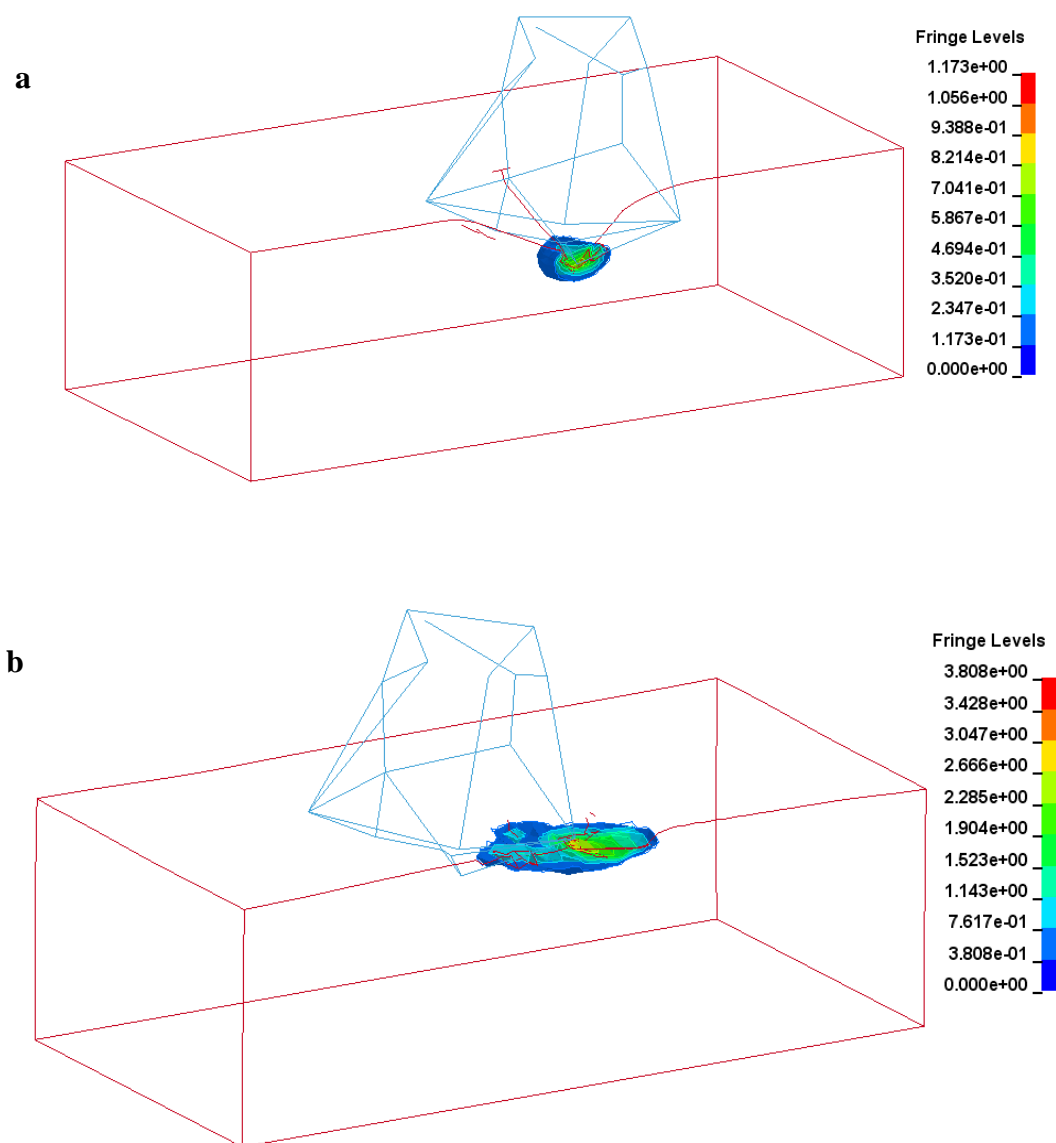 a
Fringe Levels
1.173e+00
1.056e+00
9.388e-01
8.214e-01
7.041e-01
5.867e-01
4.694e-01
3.520e-01
2.347e-01
1.173e-01
0.000e+00
b
Fringe Levels
3.808e+00
3.428e+00
3.047e+00
2.666e+00
2.285e+00
1.904e+00
1.523e+00
1.143e+00
7.617e-01
3.808e-01
0.000e+00